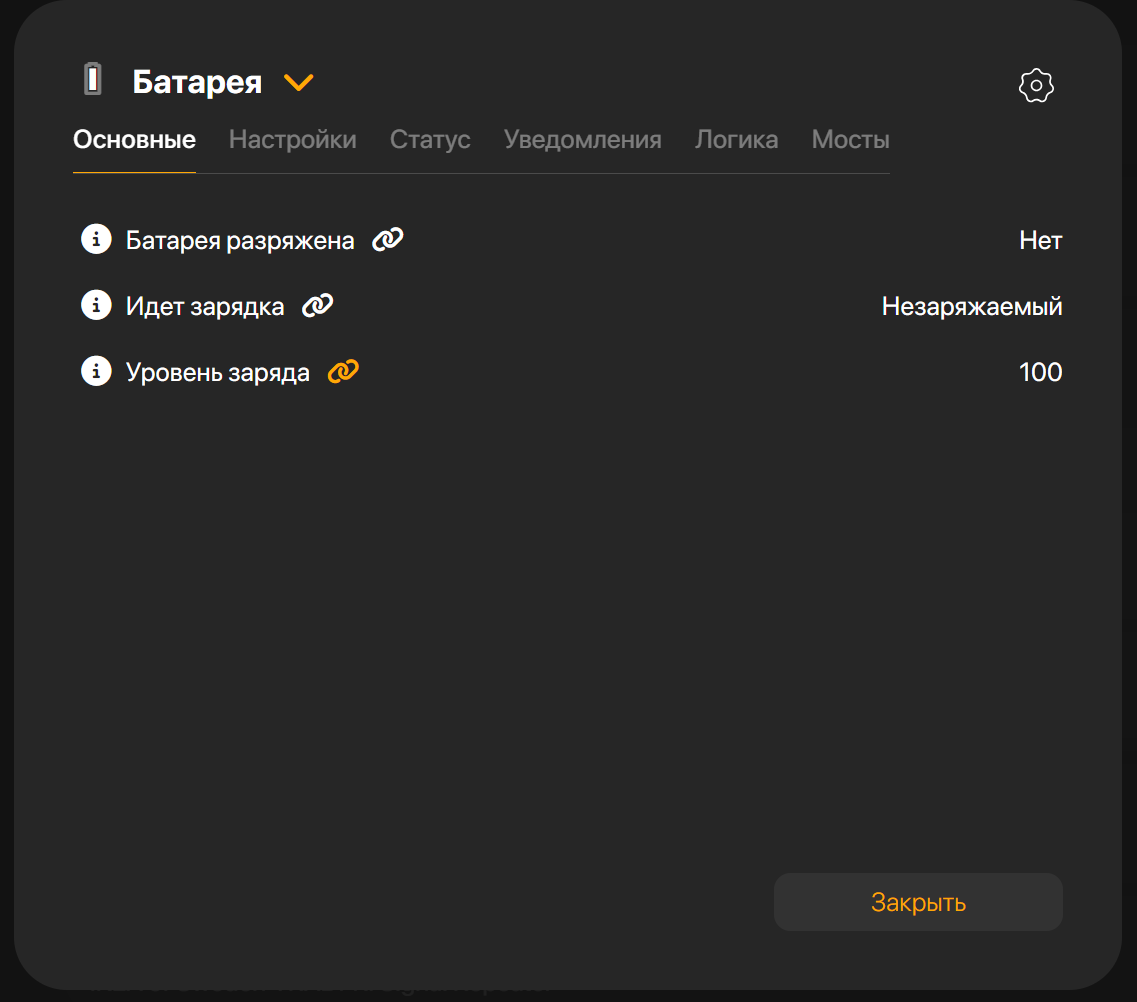 Батарея
Основные Настройки Статус Уведомления Логика Мосты
Батарея разряжена Нет
Идет зарядка Незаряжаемый
Уровень заряда 100
Закрыть